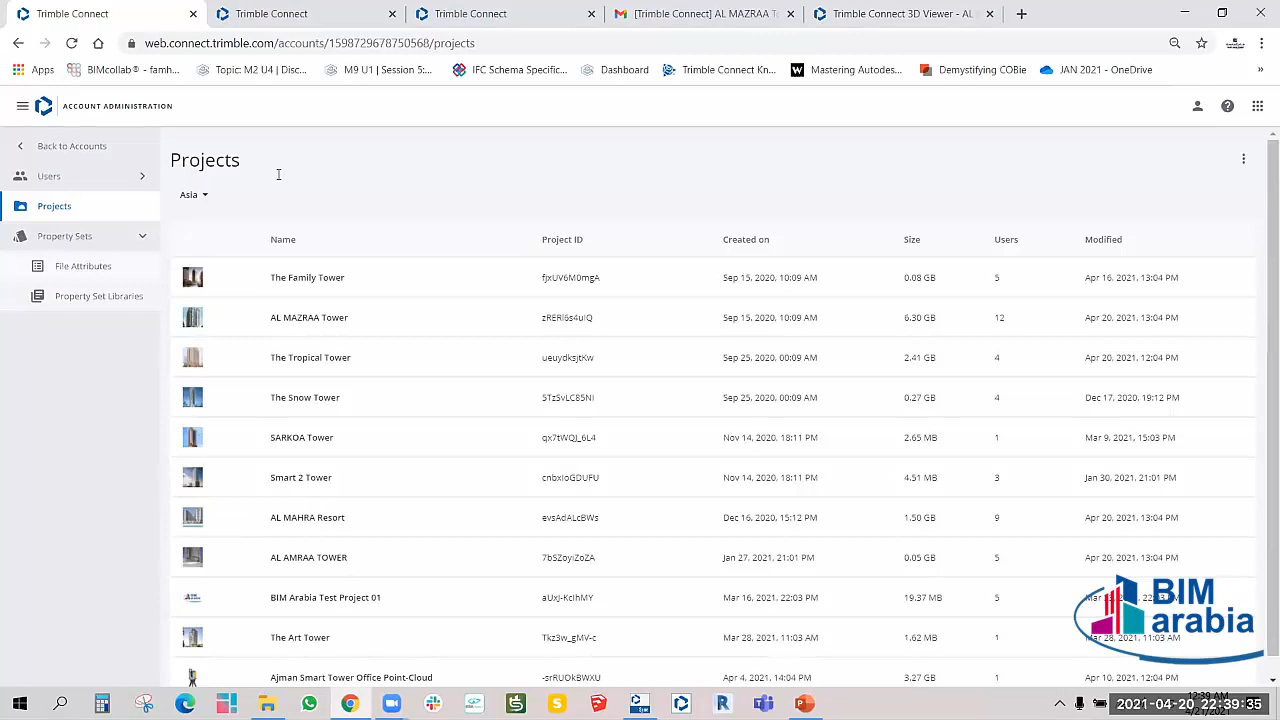 Trimble Connect
Trimble Connect
Trimble Connect
[Trimble Connect] AL MAZRAA T
Trimble Connect 3D Viewer - AL
web.connect.trimble.com/accounts/1598729678750568/projects
Apps
BIMcollab® - famh...
Topic: M2 U4 | Disc...
M9 U1 | Session 5:...
IFC Schema Specific...
Dashboard
Trimble Connect Kn...
Mastering Autodes...
Demystifying COBie
JAN 2021 - OneDrive
ACCOUNT ADMINISTRATION
Back to Accounts
Users
Projects
Property Sets
File Attributes
Property Set Libraries
Projects
Asia
Name Project ID Created on Size Users Modified
The Family Tower fjxUV6M0mgA Sep 15, 2020, 10:09 AM 0.08 GB 5 Apr 16, 2021, 13:04 PM
AL MAZRAA Tower zRERl6s4uIQ Sep 15, 2020, 10:09 AM 6.30 GB 12 Apr 20, 2021, 13:04 PM
The Tropical Tower ueuydksjtKw Sep 25, 2020, 00:09 AM 2.41 GB 4 Apr 20, 2021, 12:04 PM
The Snow Tower 5TzSvLC85NI Sep 25, 2020, 00:09 AM 0.27 GB 4 Dec 17, 2020, 19:12 PM
SARKOA Tower qx7tWQJ_6L4 Nov 14, 2020, 18:11 PM 2.65 MB 1 Mar 9, 2021, 15:03 PM
Smart 2 Tower cnbxIoGDUFU Nov 14, 2020, 18:11 PM 4.51 MB 3 Jan 30, 2021, 21:01 PM
AL MAHRA Resort avsAdALcBWs Dec 16, 2020, 15:12 PM 1.50 GB 9 Apr 20, 2021, 13:04 PM
AL AMRAA TOWER 7bSZoyiZoZA Jan 27, 2021, 21:01 PM 0.05 GB 5 Apr 20, 2021, 13:04 PM
BIM Arabia Test Project 01 aUxJ-KclhMY Mar 16, 2021, 22:03 PM 19.37 MB 5
The Art Tower Tkz3w_gMV-c Mar 28, 2021, 11:03 AM 1.62 MB 1 Mar 28, 2021, 11:03 AM
Ajman Smart Tower Office Point-Cloud -srRUOkBWXU Apr 4, 2021, 14:04 PM 3.27 GB 1 Apr 10, 2021, 12:04 PM
BIM
arabia
12:39 AM
4/21/2021
2021-04-20 22:39:35